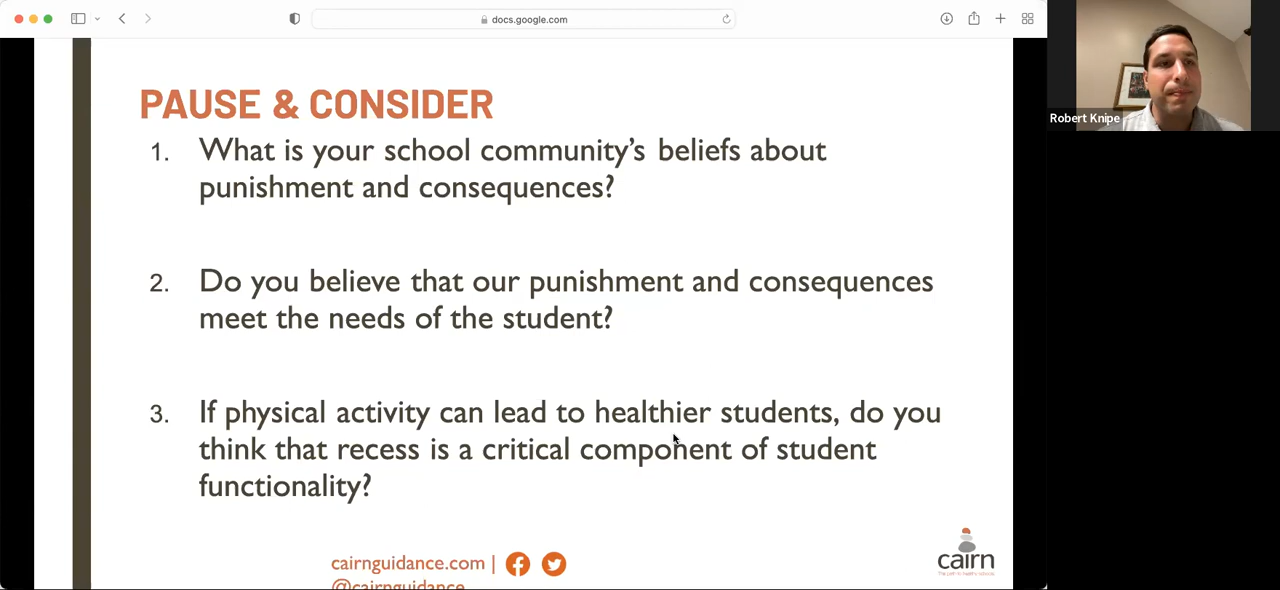 docs.google.com
PAUSE & CONSIDER
1. What is your school community’s beliefs about
punishment and consequences?
2. Do you believe that our punishment and consequences
meet the needs of the student?
3. If physical activity can lead to healthier students, do you
think that recess is a critical component of student
functionality?
cairnguidance.com |
@cairnguidance
cairn
Robert Knipe